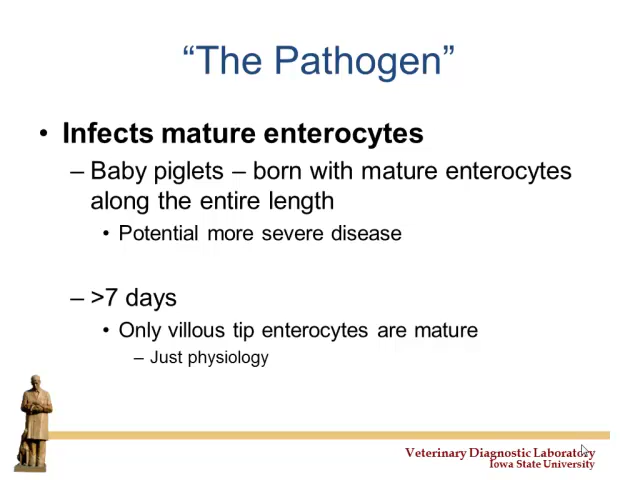 “The Pathogen”
• Infects mature enterocytes
– Baby piglets – born with mature enterocytes
along the entire length
• Potential more severe disease
– >7 days
• Only villous tip enterocytes are mature
– Just physiology
Veterinary Diagnostic Laboratory
Iowa State University